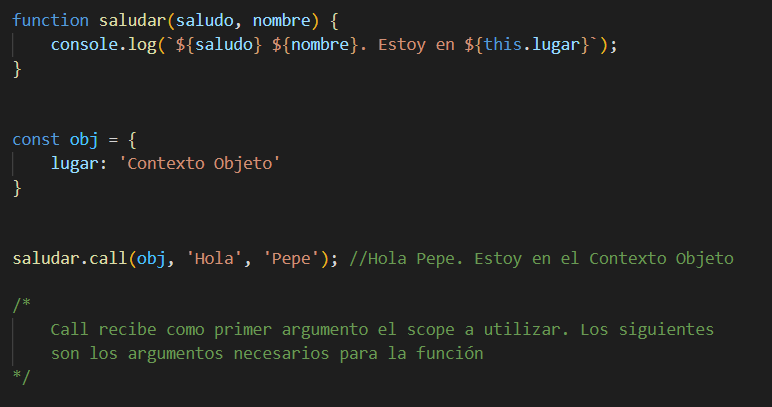 function saludar(saludo, nombre) {
    console.log(`${saludo} ${nombre}. Estoy en ${this.lugar}`);
}
const obj = {
    lugar: 'Contexto Objeto'
}
saludar.call(obj, 'Hola', 'Pepe'); //Hola Pepe. Estoy en el Contexto Objeto
/*
    Call recibe como primer argumento el scope a utilizar. Los siguientes
    son los argumentos necesarios para la función
*/